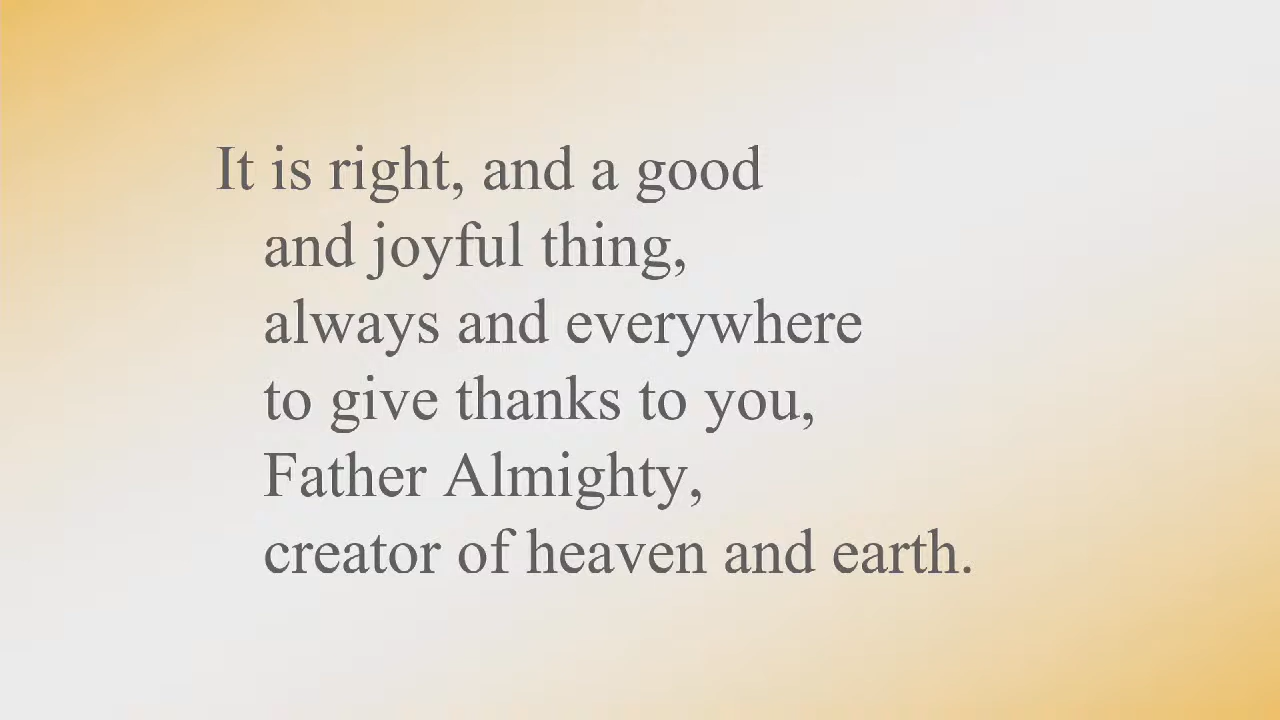 It is right, and a good
and joyful thing,
always and everywhere
to give thanks to you,
Father Almighty,
creator of heaven and earth.